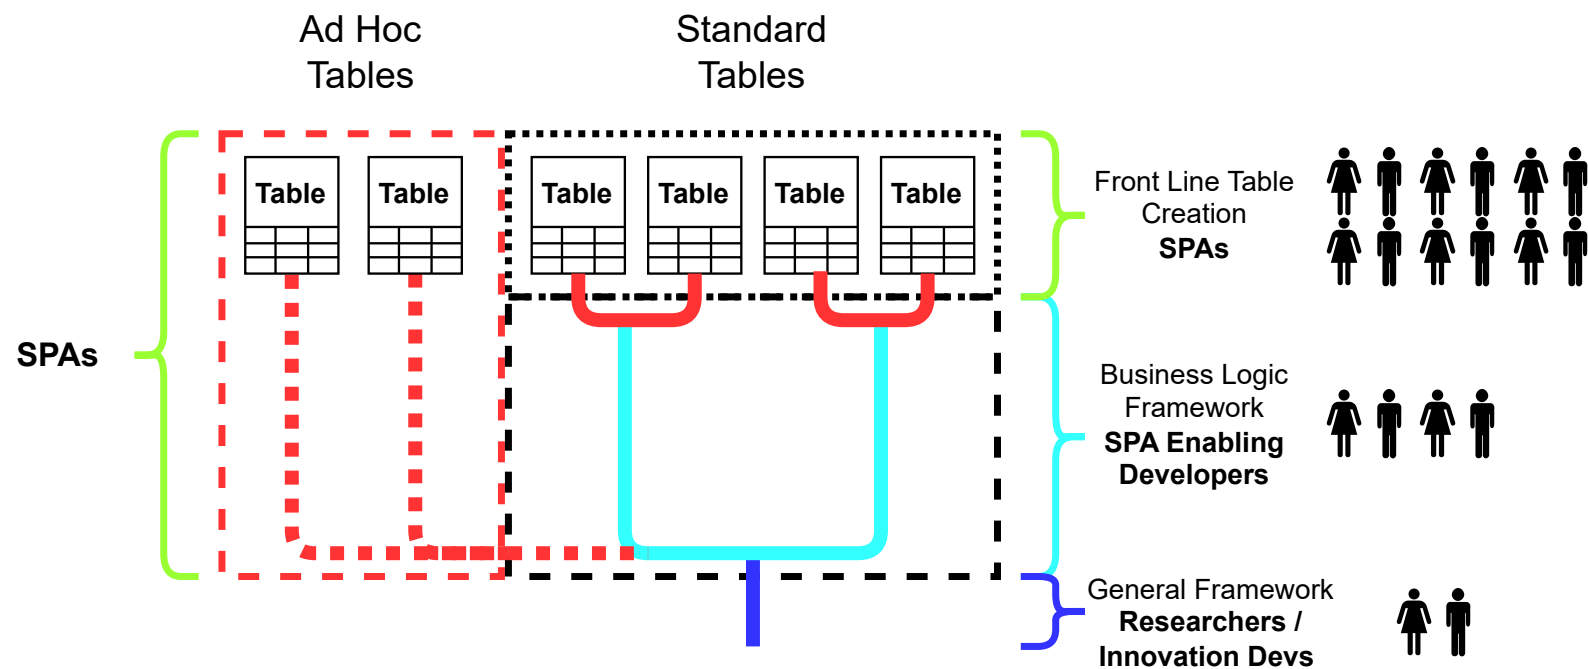 Ad Hoc
Tables
Standard
Tables
Table
Table
Table
Table
Table
Table
SPAs
Front Line Table
Creation
SPAs
Business Logic
Framework
SPA Enabling
Developers
General Framework
Researchers /
Innovation Devs